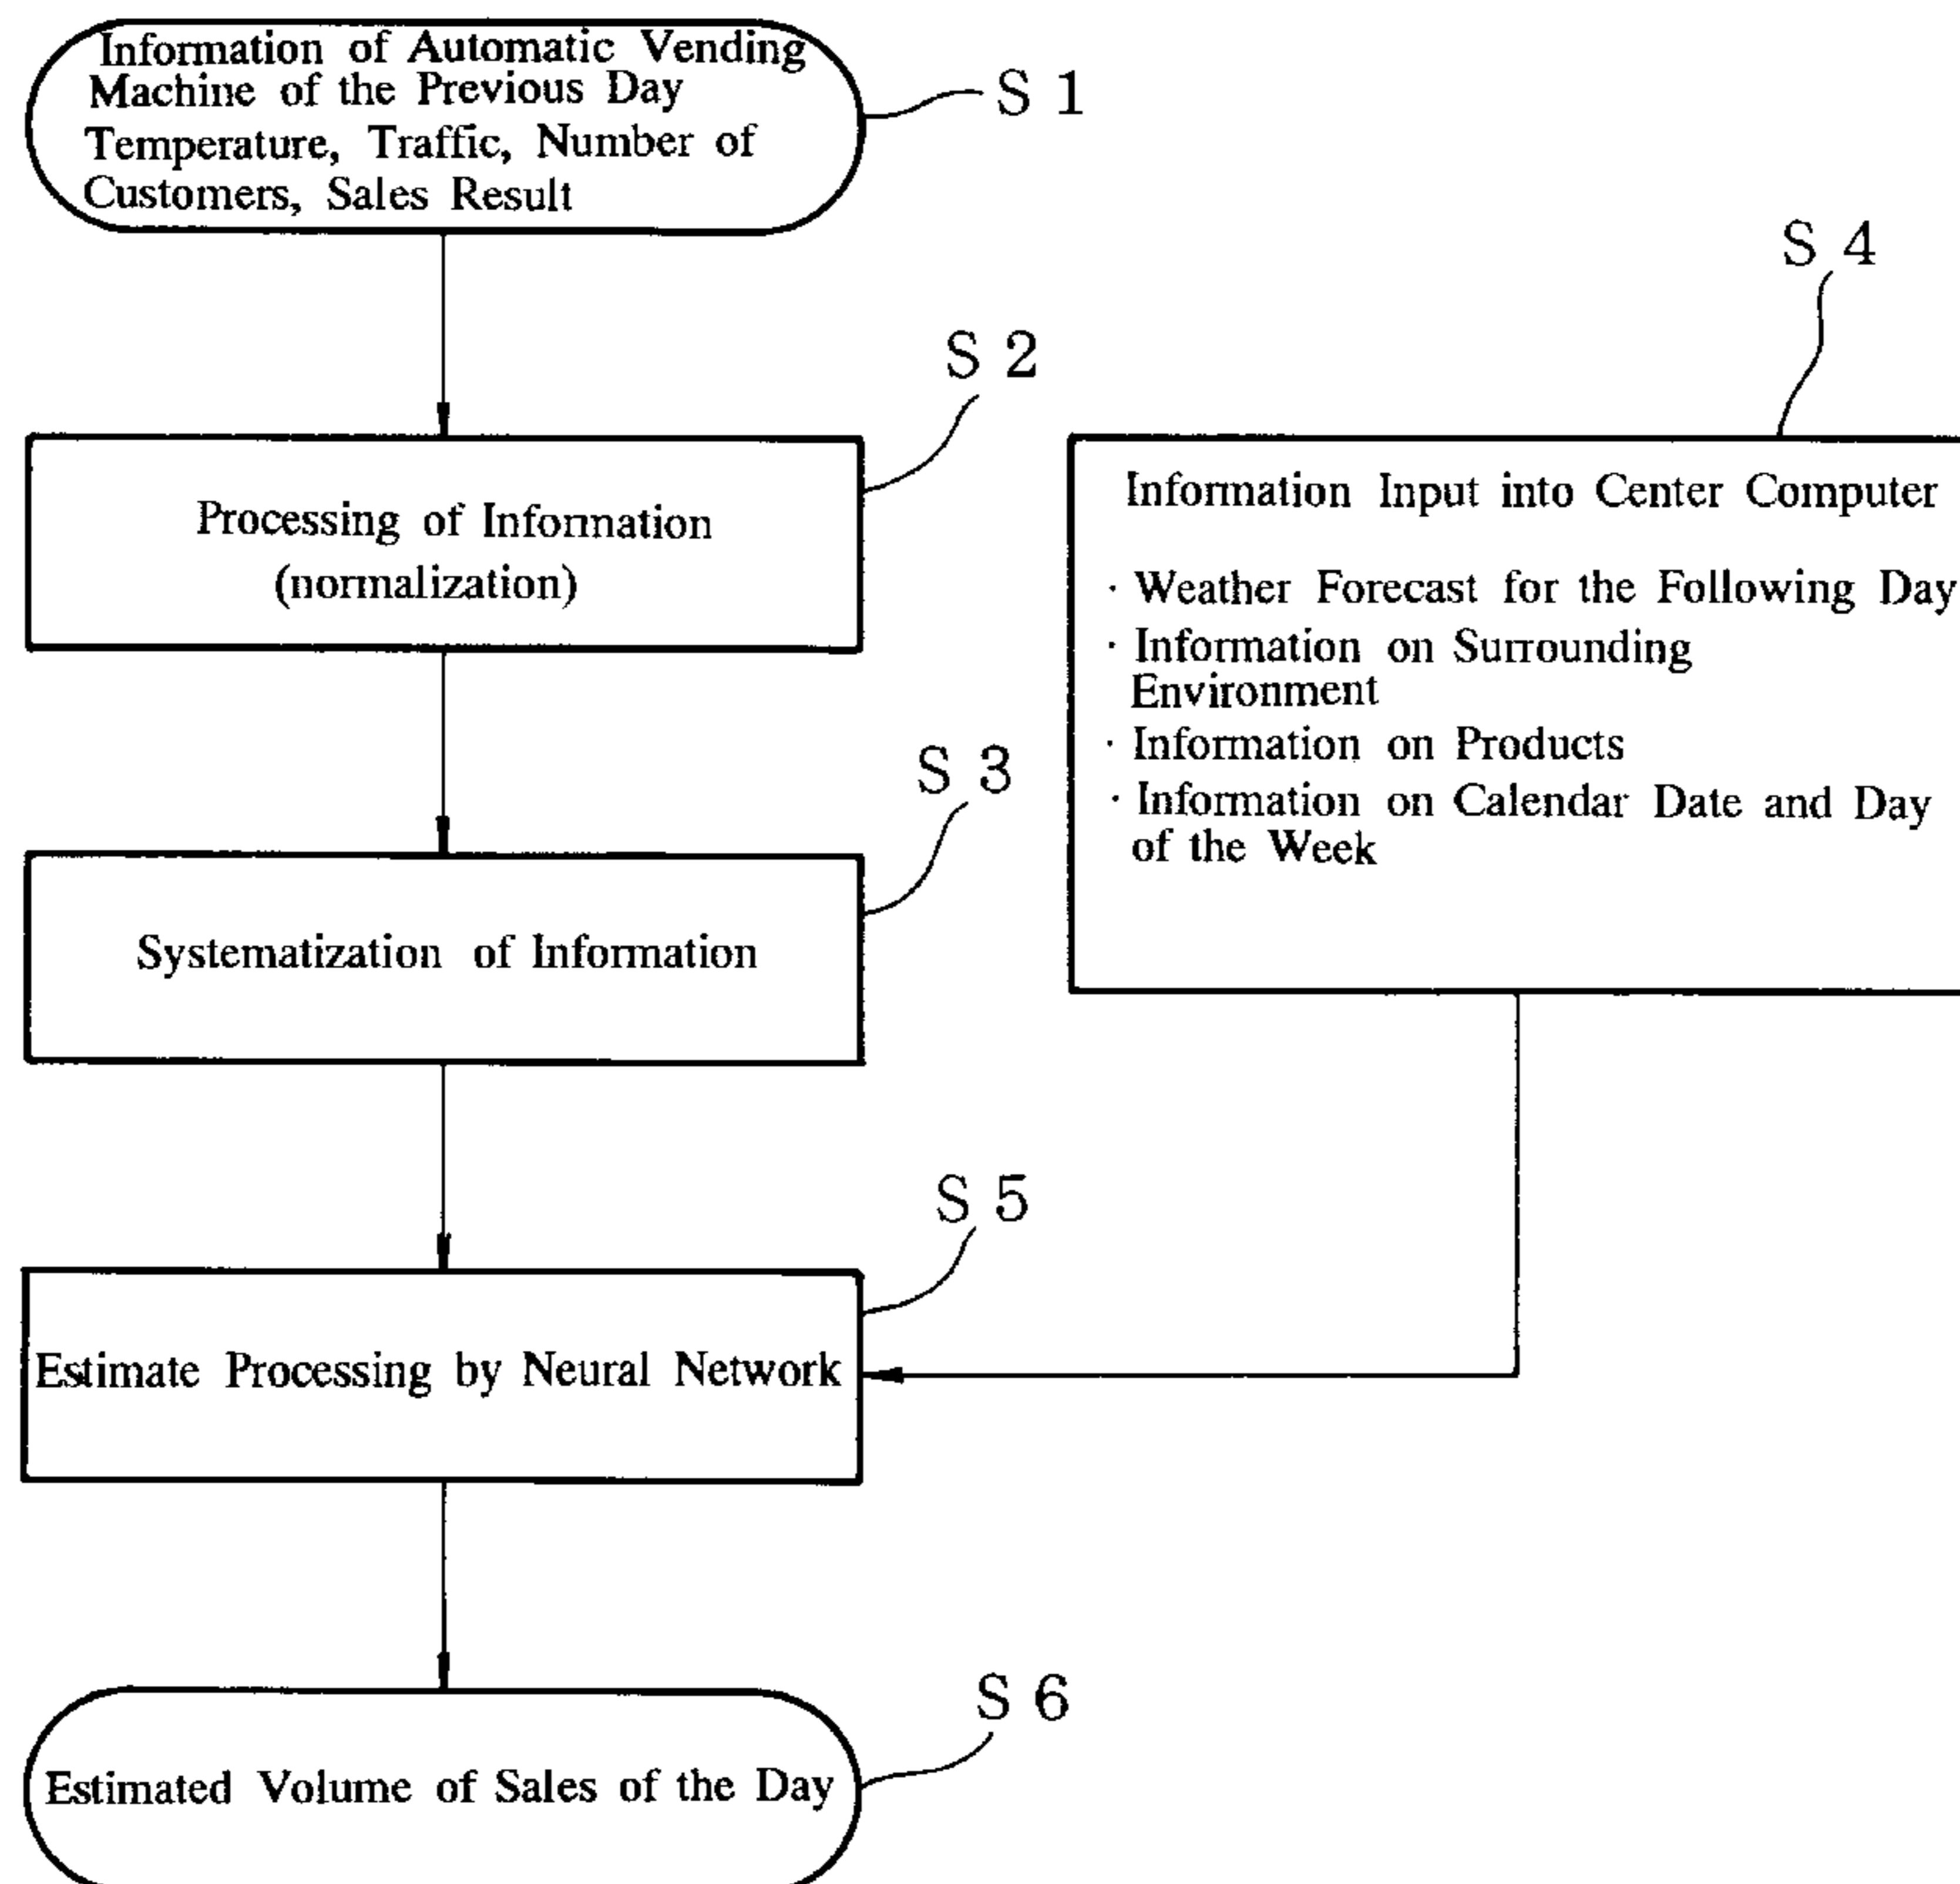 Information of Automatic Vending
Machine of the Previous Day
Temperature, Traffic, Number of
Customers, Sales Result
S 1
S 2
Processing of Information
(normalization)
S 3
Systematization of Information
S 4
Information Input into Center Computer
· Weather Forecast for the Following Day
· Information on Surrounding
Environment
· Information on Products
· Information on Calendar Date and Day
of the Week
S 5
Estimate Processing by Neural Network
S 6
Estimated Volume of Sales of the Day